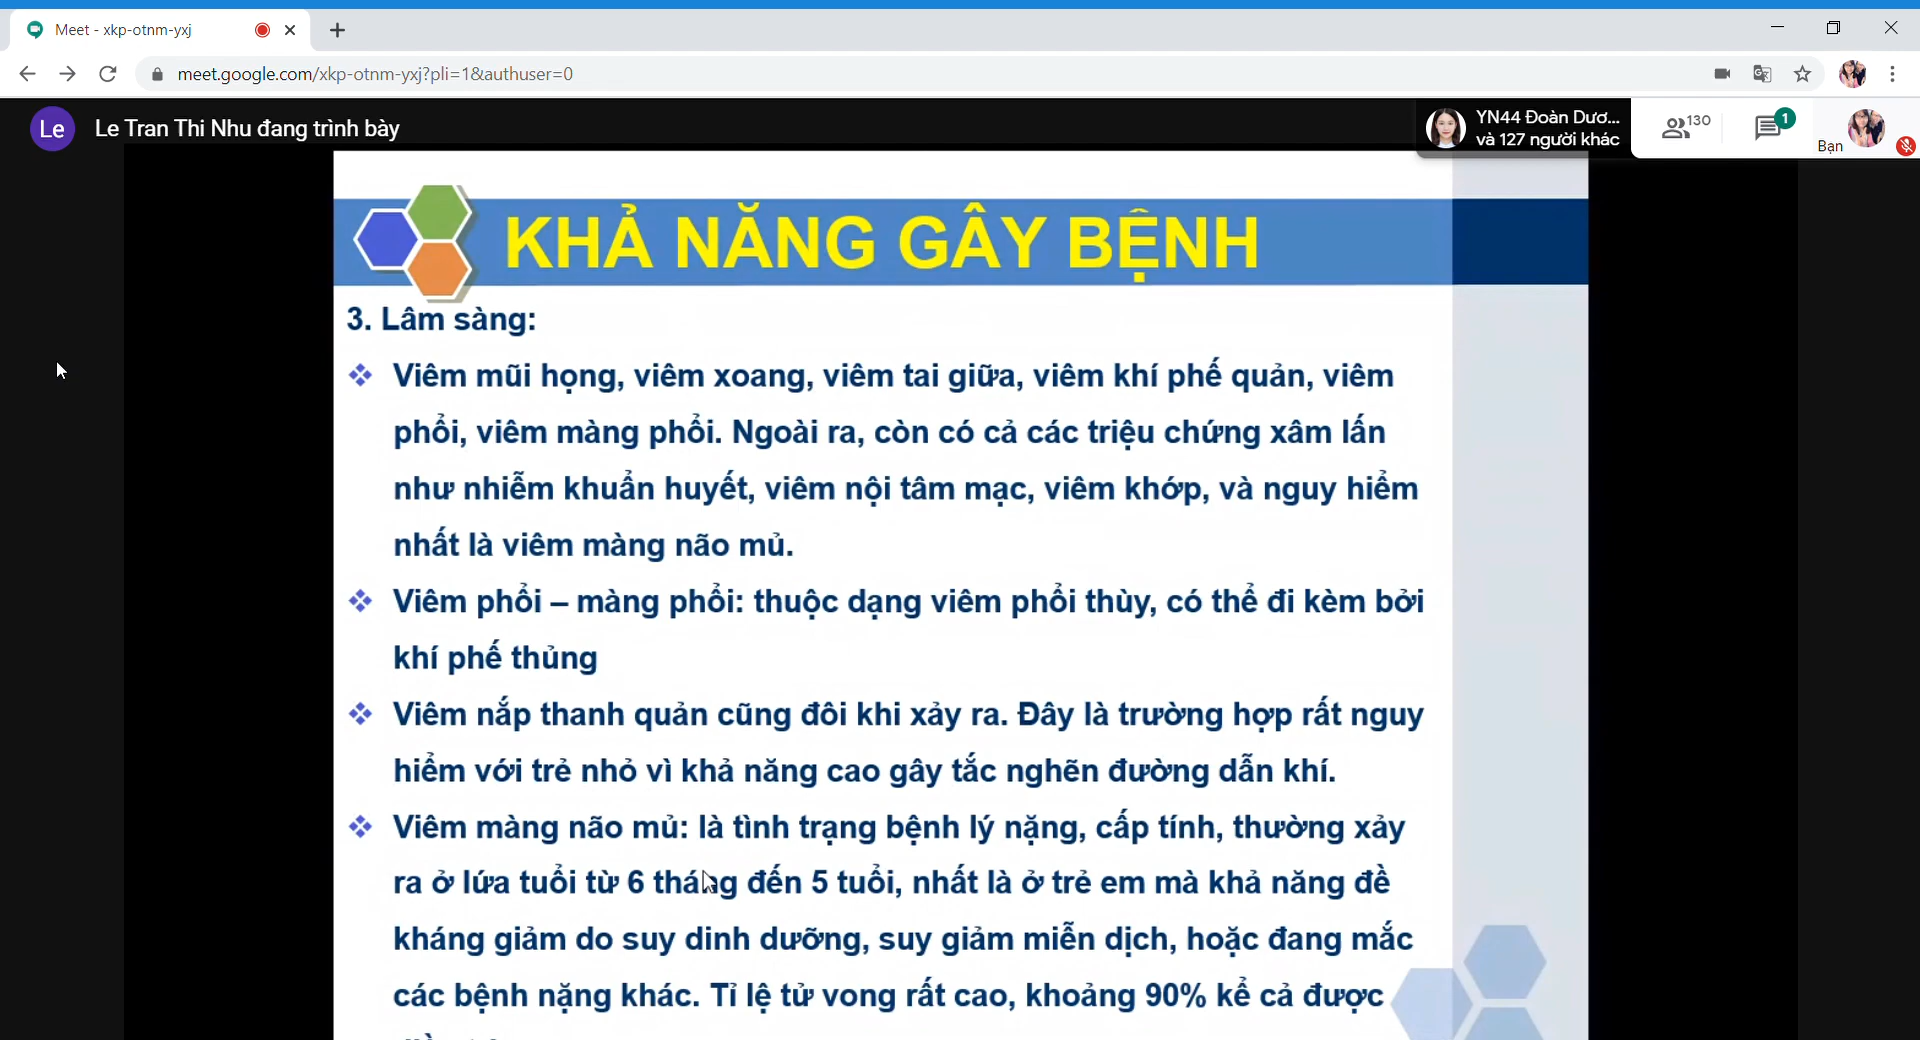 Meet - xkp-otnm-yxj
meet.google.com/xkp-otnm-yxj?pli=1&authuser=0
Le
Le Tran Thi Nhu đang trình bày
YN44 Đoàn Dươ...
và 127 người khác
130
1
Bạn
KHẢ NĂNG GÂY BỆNH
3. Lâm sàng:
Viêm mũi họng, viêm xoang, viêm tai giữa, viêm khí phế quản, viêm
phổi, viêm màng phổi. Ngoài ra, còn có cả các triệu chứng xâm lấn
như nhiễm khuẩn huyết, viêm nội tâm mạc, viêm khớp, và nguy hiểm
nhất là viêm màng não mủ.
Viêm phổi – màng phổi: thuộc dạng viêm phổi thùy, có thể đi kèm bởi
khí phế thủng
Viêm nắp thanh quản cũng đôi khi xảy ra. Đây là trường hợp rất nguy
hiểm với trẻ nhỏ vì khả năng cao gây tắc nghẽn đường dẫn khí.
Viêm màng não mủ: là tình trạng bệnh lý nặng, cấp tính, thường xảy
ra ở lứa tuổi từ 6 tháng đến 5 tuổi, nhất là ở trẻ em mà khả năng đề
kháng giảm do suy dinh dưỡng, suy giảm miễn dịch, hoặc đang mắc
các bệnh nặng khác. Tỉ lệ tử vong rất cao, khoảng 90% kể cả được